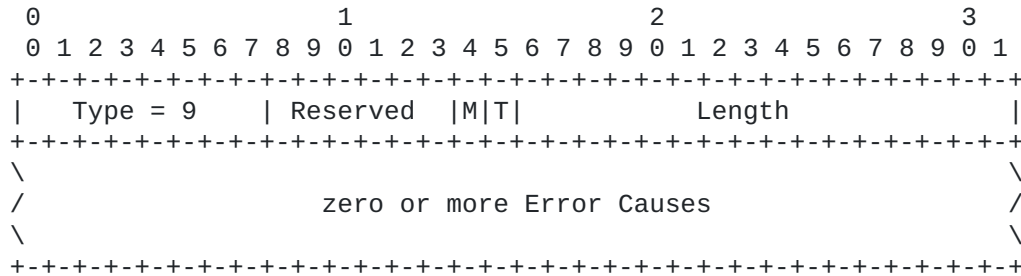 0                   1                   2                   3
 0 1 2 3 4 5 6 7 8 9 0 1 2 3 4 5 6 7 8 9 0 1 2 3 4 5 6 7 8 9 0 1
+-+-+-+-+-+-+-+-+-+-+-+-+-+-+-+-+-+-+-+-+-+-+-+-+-+-+-+-+-+-+-+-+
|   Type = 9    | Reserved  |M|T|           Length              |
+-+-+-+-+-+-+-+-+-+-+-+-+-+-+-+-+-+-+-+-+-+-+-+-+-+-+-+-+-+-+-+-+
\                                                               \
/                   zero or more Error Causes                   /
\                                                               \
+-+-+-+-+-+-+-+-+-+-+-+-+-+-+-+-+-+-+-+-+-+-+-+-+-+-+-+-+-+-+-+-+